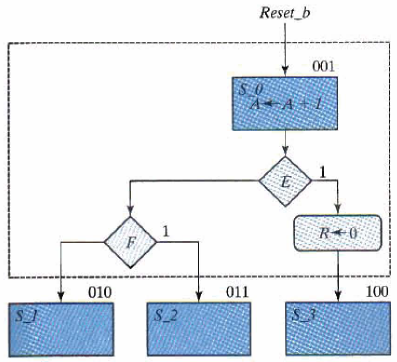 Reset_b
001
S_0
A ← A + 1
E
1
F
1
R ← 0
010
011
100
S_1
S_2
S_3